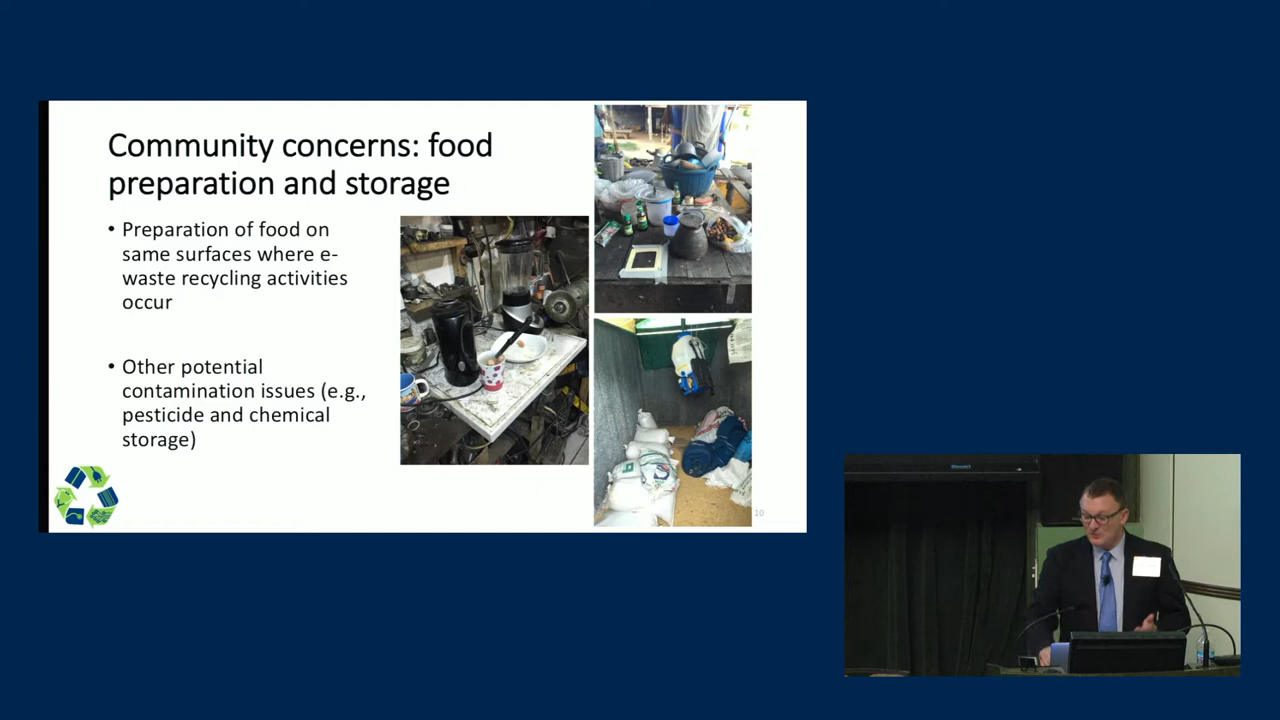 Community concerns: food
preparation and storage
• Preparation of food on
same surfaces where e-
waste recycling activities
occur
• Other potential
contamination issues (e.g.,
pesticide and chemical
storage)
10